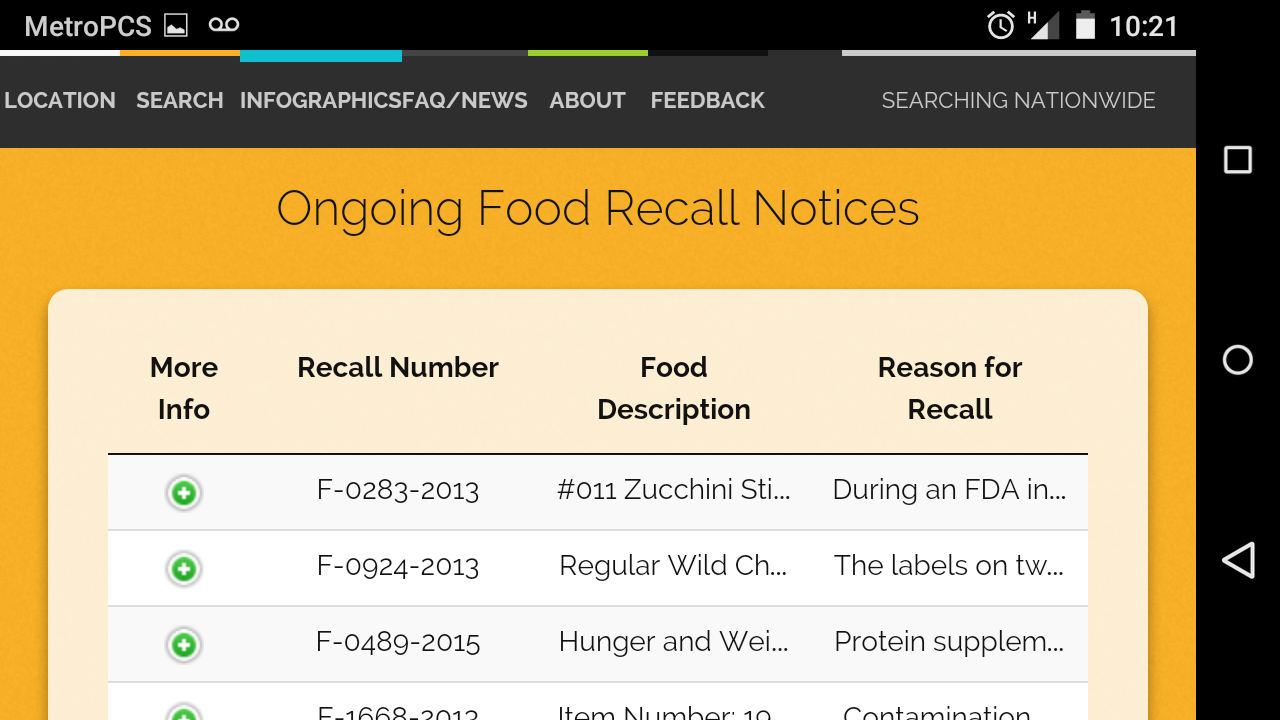 MetroPCS H 10:21
LOCATION SEARCH INFOGRAPHICS FAQ/NEWS ABOUT FEEDBACK SEARCHING NATIONWIDE
Ongoing Food Recall Notices
More Info Recall Number Food Description Reason for Recall
F-0283-2013 #011 Zucchini Sti... During an FDA in...
F-0924-2013 Regular Wild Ch... The labels on tw...
F-0489-2015 Hunger and Wei... Protein supplem...
F-1668-2013 Item Number: 19... Contamination...